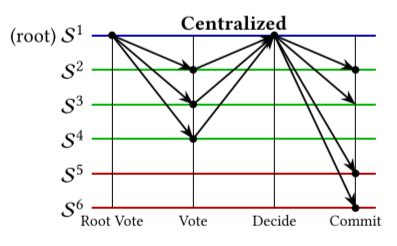 Centralized
(root) 𝒮¹
𝒮²
𝒮³
𝒮⁴
𝒮⁵
𝒮⁶
Root Vote Vote Decide Commit